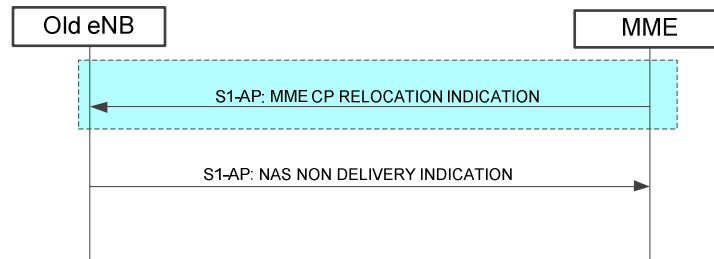 Old eNB
MME
S1-AP: MME CP RELOCATION INDICATION
S1-AP: NAS NON DELIVERY INDICATION